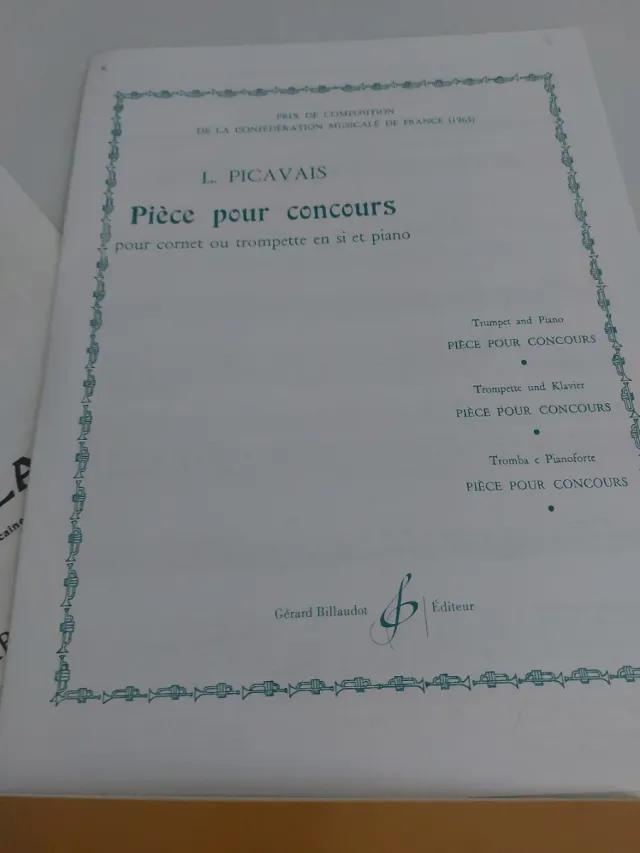 PRIX DE COMPOSITION
DE LA CONFÉDÉRATION MUSICALE DE FRANCE (1963)
L. PICAVAIS
Pièce pour concours
pour cornet ou trompette en si et piano
Trumpet and Piano
PIÈCE POUR CONCOURS
Trompette und Klavier
PIÈCE POUR CONCOURS
Tromba e Pianoforte
PIÈCE POUR CONCOURS
Gérard Billaudot Éditeur